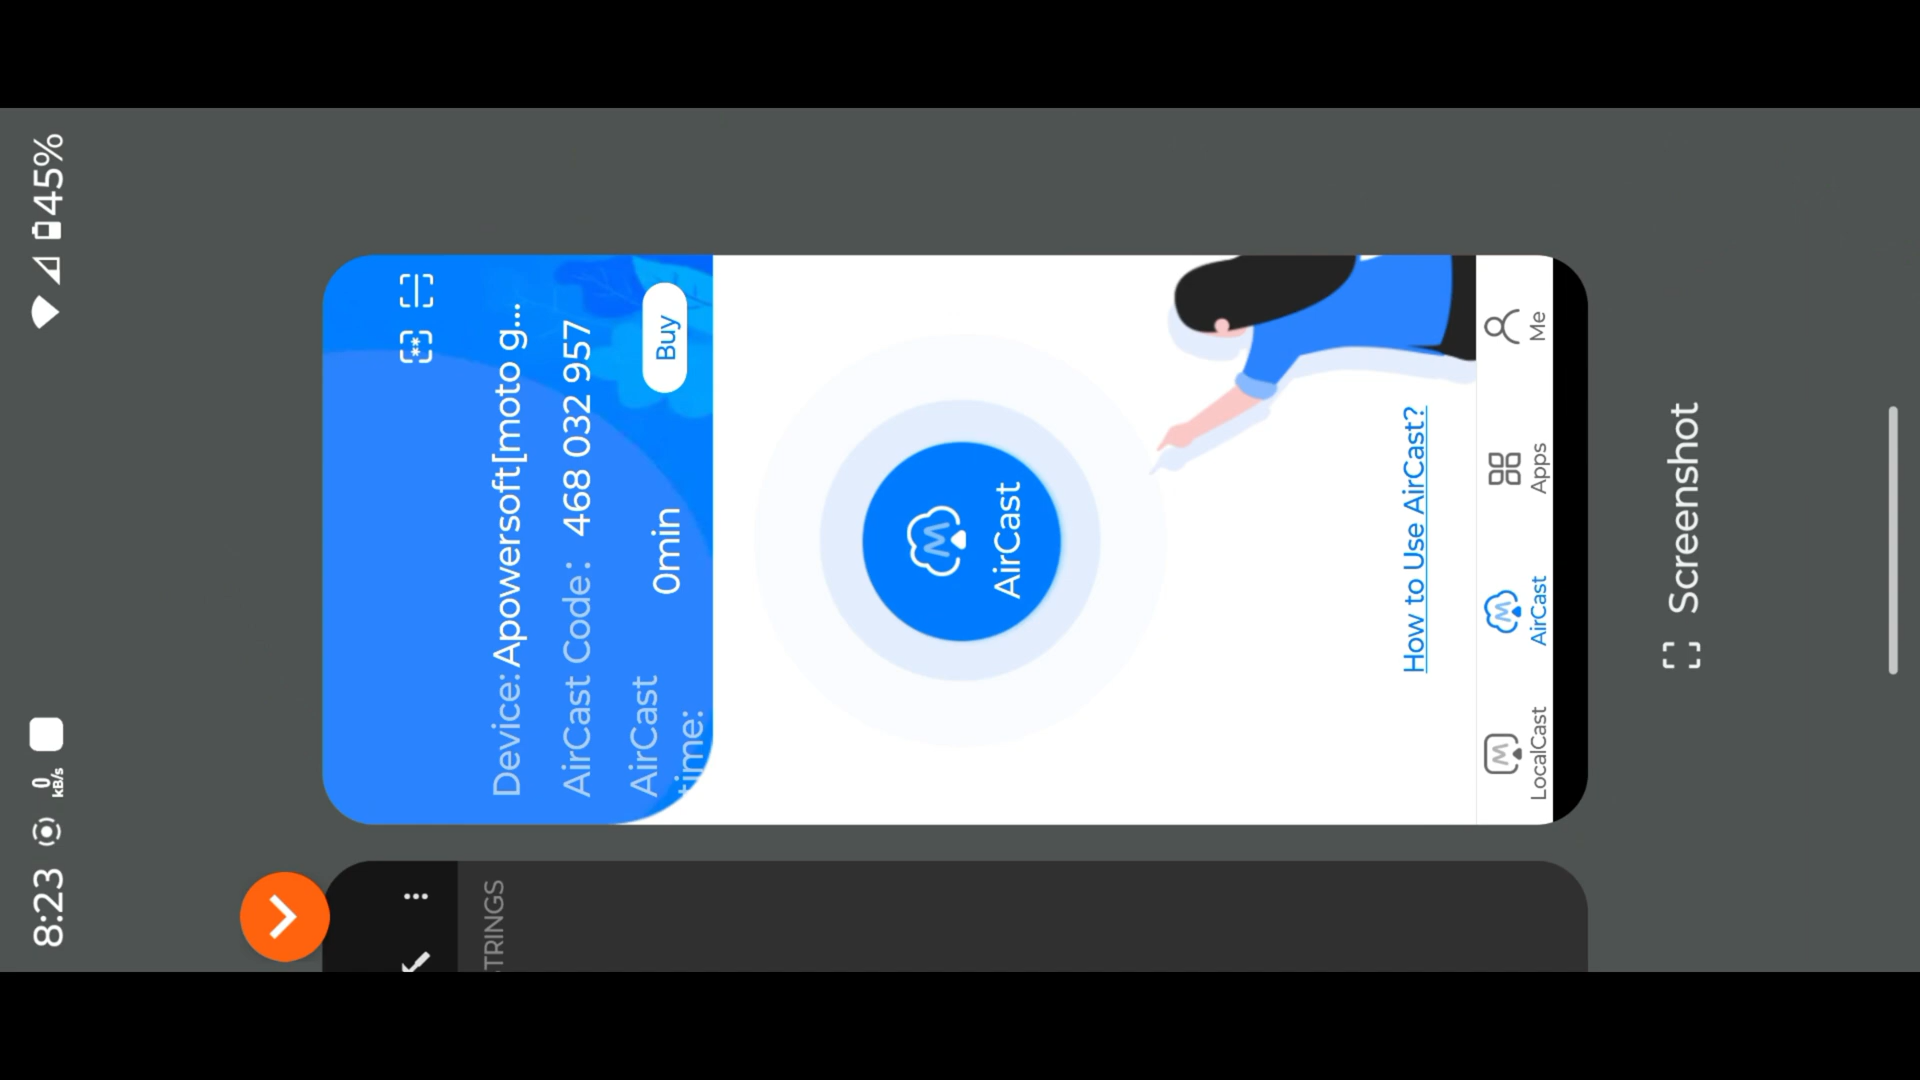 8:23
0
kB/s
45%
Device: Apowersoft[moto g...
AirCast Code: 468 032 957
AirCast
time:
0min
Buy
AirCast
How to Use AirCast?
LocalCast
AirCast
Apps
Me
TRINGS
Screenshot